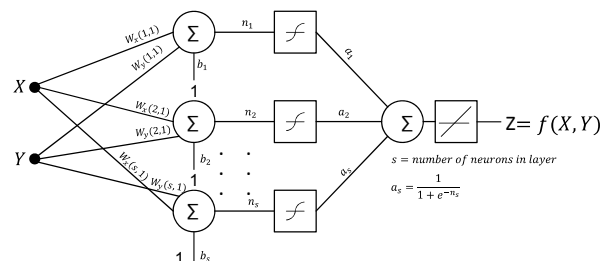 X
Y
W_x(1,1)
W_y(1,1)
W_x(2,1)
W_y(2,1)
W_x(s,1)
W_y(s,1)
Σ
b_1
1
n_1
a_1
Σ
b_2
1
n_2
a_2
Σ
b_s
1
n_s
a_s
Σ
Z= f(X,Y)
s = number of neurons in layer
a_s = 1 / 1 + e^{-n_s}